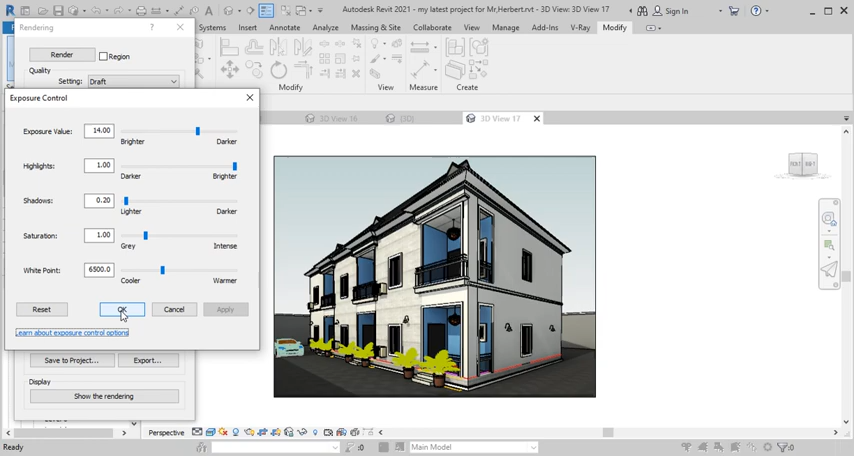 Autodesk Revit 2021 - my latest project for Mr,Herbert.rvt - 3D View: 3D View 17
Sign In
Systems Insert Annotate Analyze Massing & Site Collaborate View Manage Add-Ins V-Ray Modify
Modify View Measure Create
Rendering
Render Region
Quality
Setting: Draft
3D View 16 (3D) 3D View 17
Exposure Control
Exposure Value: 14.00
Brighter Darker
Highlights: 1.00
Darker Brighter
Shadows: 0.20
Lighter Darker
Saturation: 1.00
Grey Intense
White Point: 6500.0
Cooler Warmer
Reset OK Cancel Apply
Learn about exposure control options
Save to Project... Export...
Display
Show the rendering
Perspective
Ready
:0 Main Model :0